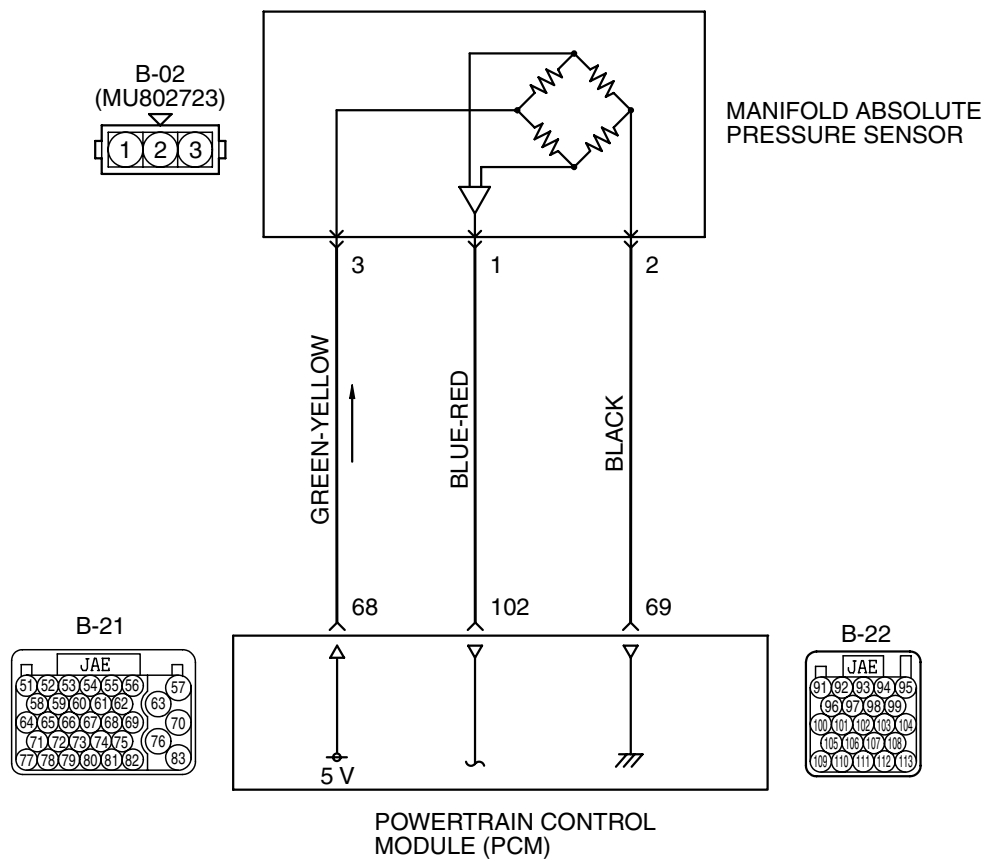 B-02
(MU802723)
1 2 3
MANIFOLD ABSOLUTE
PRESSURE SENSOR
3 1 2
GREEN-YELLOW
BLUE-RED
BLACK
68 102 69
B-21
JAE
51 52 53 54 55 56 57
58 59 60 61 62 63
64 65 66 67 68 69 70
71 72 73 74 75 76
77 78 79 80 81 82 83
5 V
B-22
JAE
91 92 93 94 95
96 97 98 99
100 101 102 103 104
105 106 107 108
109 110 111 112 113
POWERTRAIN CONTROL
MODULE (PCM)